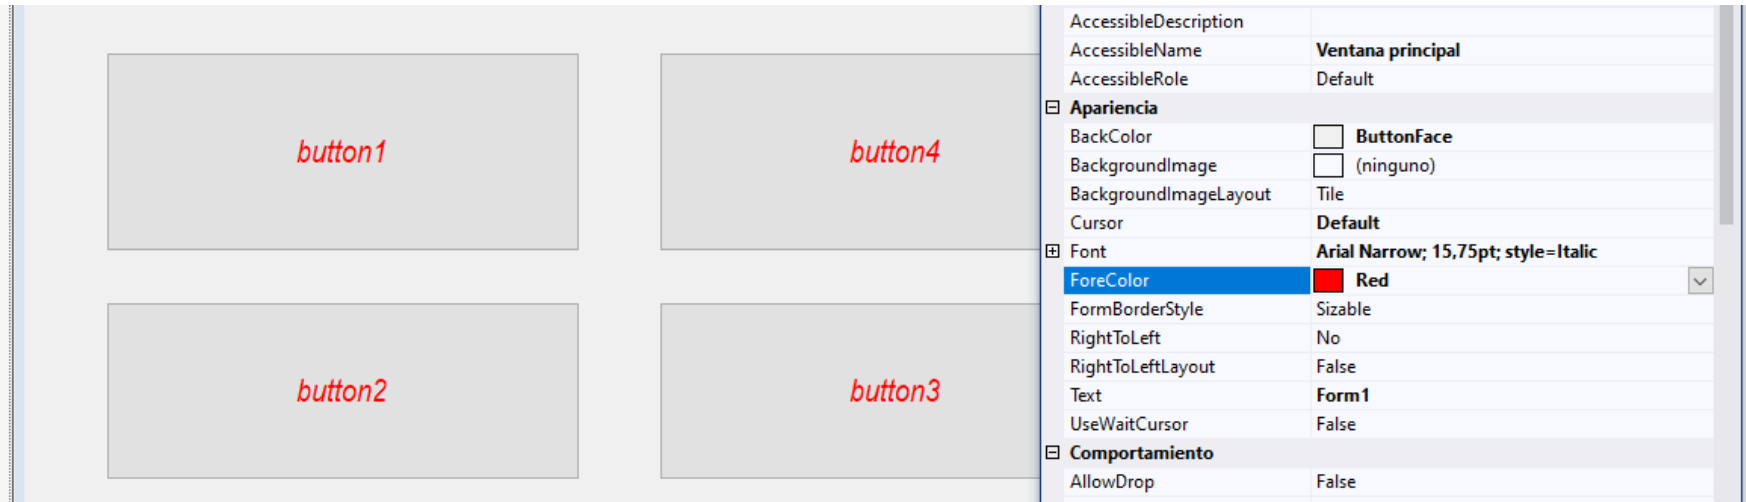 button1
button4
button2
button3
AccessibleDescription
AccessibleName Ventana principal
AccessibleRole Default
Apariencia
BackColor ButtonFace
BackgroundImage (ninguno)
BackgroundImageLayout Tile
Cursor Default
Font Arial Narrow; 15,75pt; style=Italic
ForeColor Red
FormBorderStyle Sizable
RightToLeft No
RightToLeftLayout False
Text Form1
UseWaitCursor False
Comportamiento
AllowDrop False